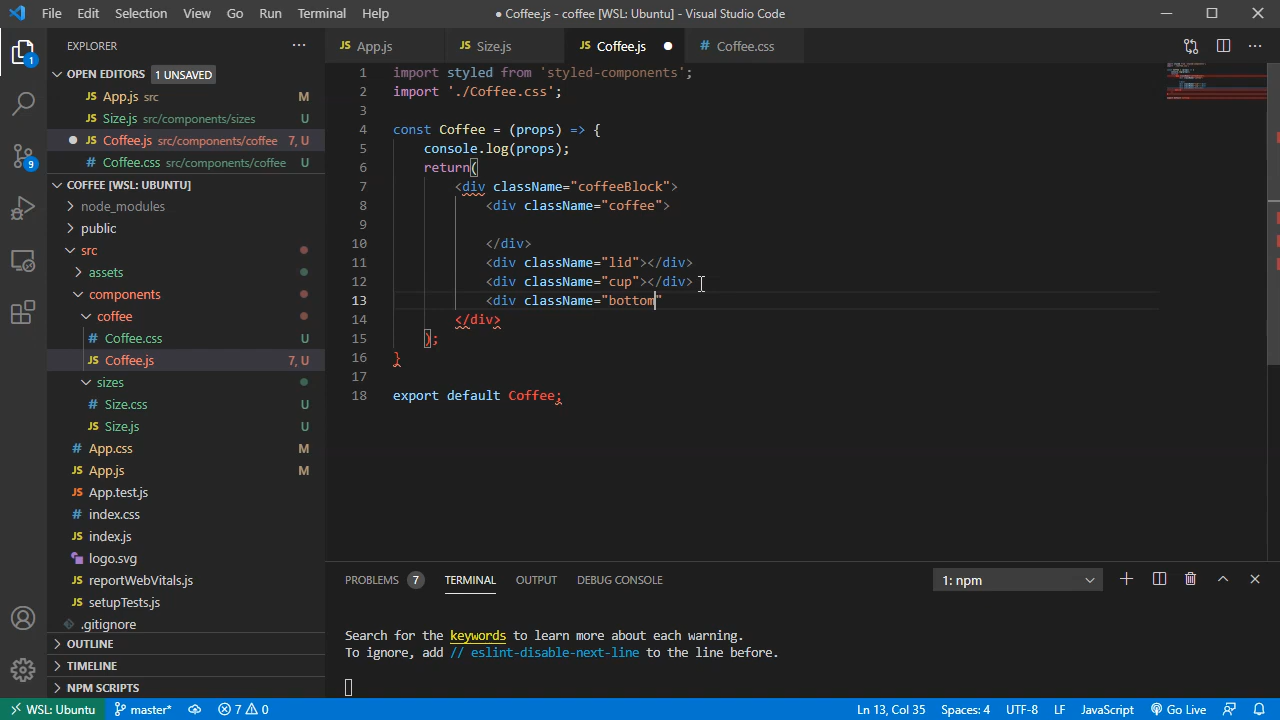 File Edit Selection View Go Run Terminal Help ● Coffee.js - coffee [WSL: Ubuntu] - Visual Studio Code
EXPLORER
OPEN EDITORS 1 UNSAVED
JS App.js src M
JS Size.js src/components/sizes U
● JS Coffee.js src/components/coffee 7, U
# Coffee.css src/components/coffee U
COFFEE [WSL: UBUNTU]
node_modules
public
src
assets
components
coffee
# Coffee.css U
JS Coffee.js 7, U
sizes
# Size.css U
JS Size.js U
# App.css M
JS App.js M
JS App.test.js
# index.css
JS index.js
logo.svg
JS reportWebVitals.js
JS setupTests.js
.gitignore
OUTLINE
TIMELINE
NPM SCRIPTS
1
9
JS App.js JS Size.js JS Coffee.js ● # Coffee.css
1 import styled from 'styled-components';
2 import './Coffee.css';
3
4 const Coffee = (props) => {
5 console.log(props);
6 return(
7 <div className="coffeeBlock">
8 <div className="coffee">
9
10 </div>
11 <div className="lid"></div>
12 <div className="cup"></div>
13 <div className="bottom"
14 </div>
15 );
16 }
17
18 export default Coffee;
PROBLEMS 7 TERMINAL OUTPUT DEBUG CONSOLE 1: npm
Search for the keywords to learn more about each warning.
To ignore, add // eslint-disable-next-line to the line before.
WSL: Ubuntu master* 7 0 Ln 13, Col 35 Spaces: 4 UTF-8 LF JavaScript Go Live